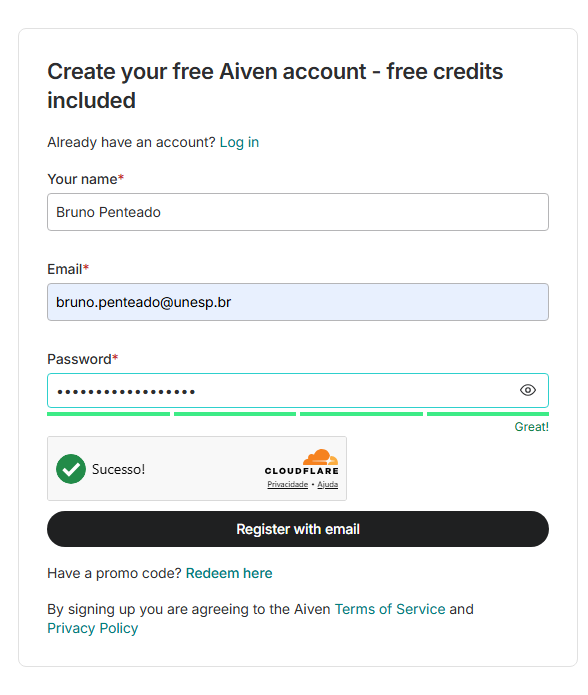 Create your free Aiven account - free credits
included
Already have an account? Log in
Your name*
Bruno Penteado
Email*
bruno.penteado@unesp.br
Password*
••••••••••••••••••
Great!
Sucesso!
CLOUDFLARE
Privacidade • Ajuda
Register with email
Have a promo code? Redeem here
By signing up you are agreeing to the Aiven Terms of Service and
Privacy Policy